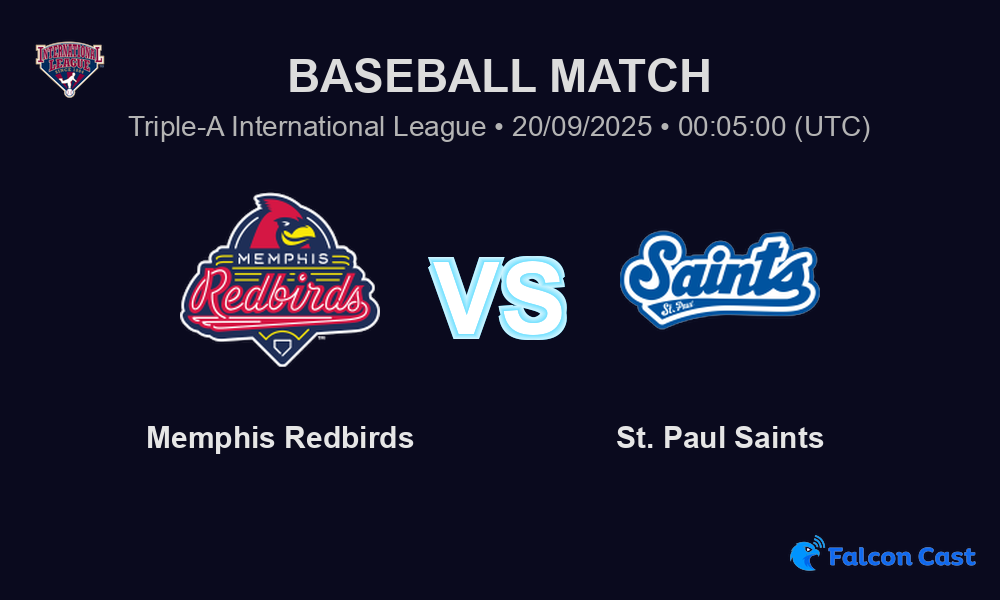 INTERNATIONAL
LEAGUE
BASEBALL MATCH
Triple-A International League • 20/09/2025 • 00:05:00 (UTC)
MEMPHIS
Redbirds
TM
VS
Saints
St. Paul
Memphis Redbirds
St. Paul Saints
Falcon Cast